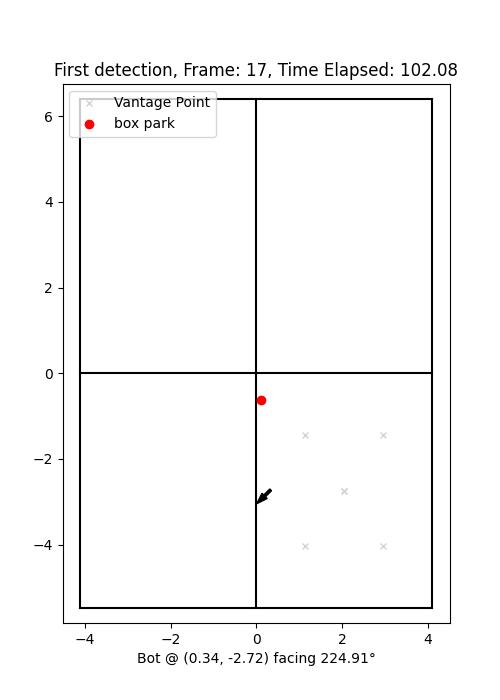 First detection, Frame: 17, Time Elapsed: 102.08
Vantage Point
box park
6
4
2
0
−2
−4
−4
−2
0
2
4
Bot @ (0.34, -2.72) facing 224.91°